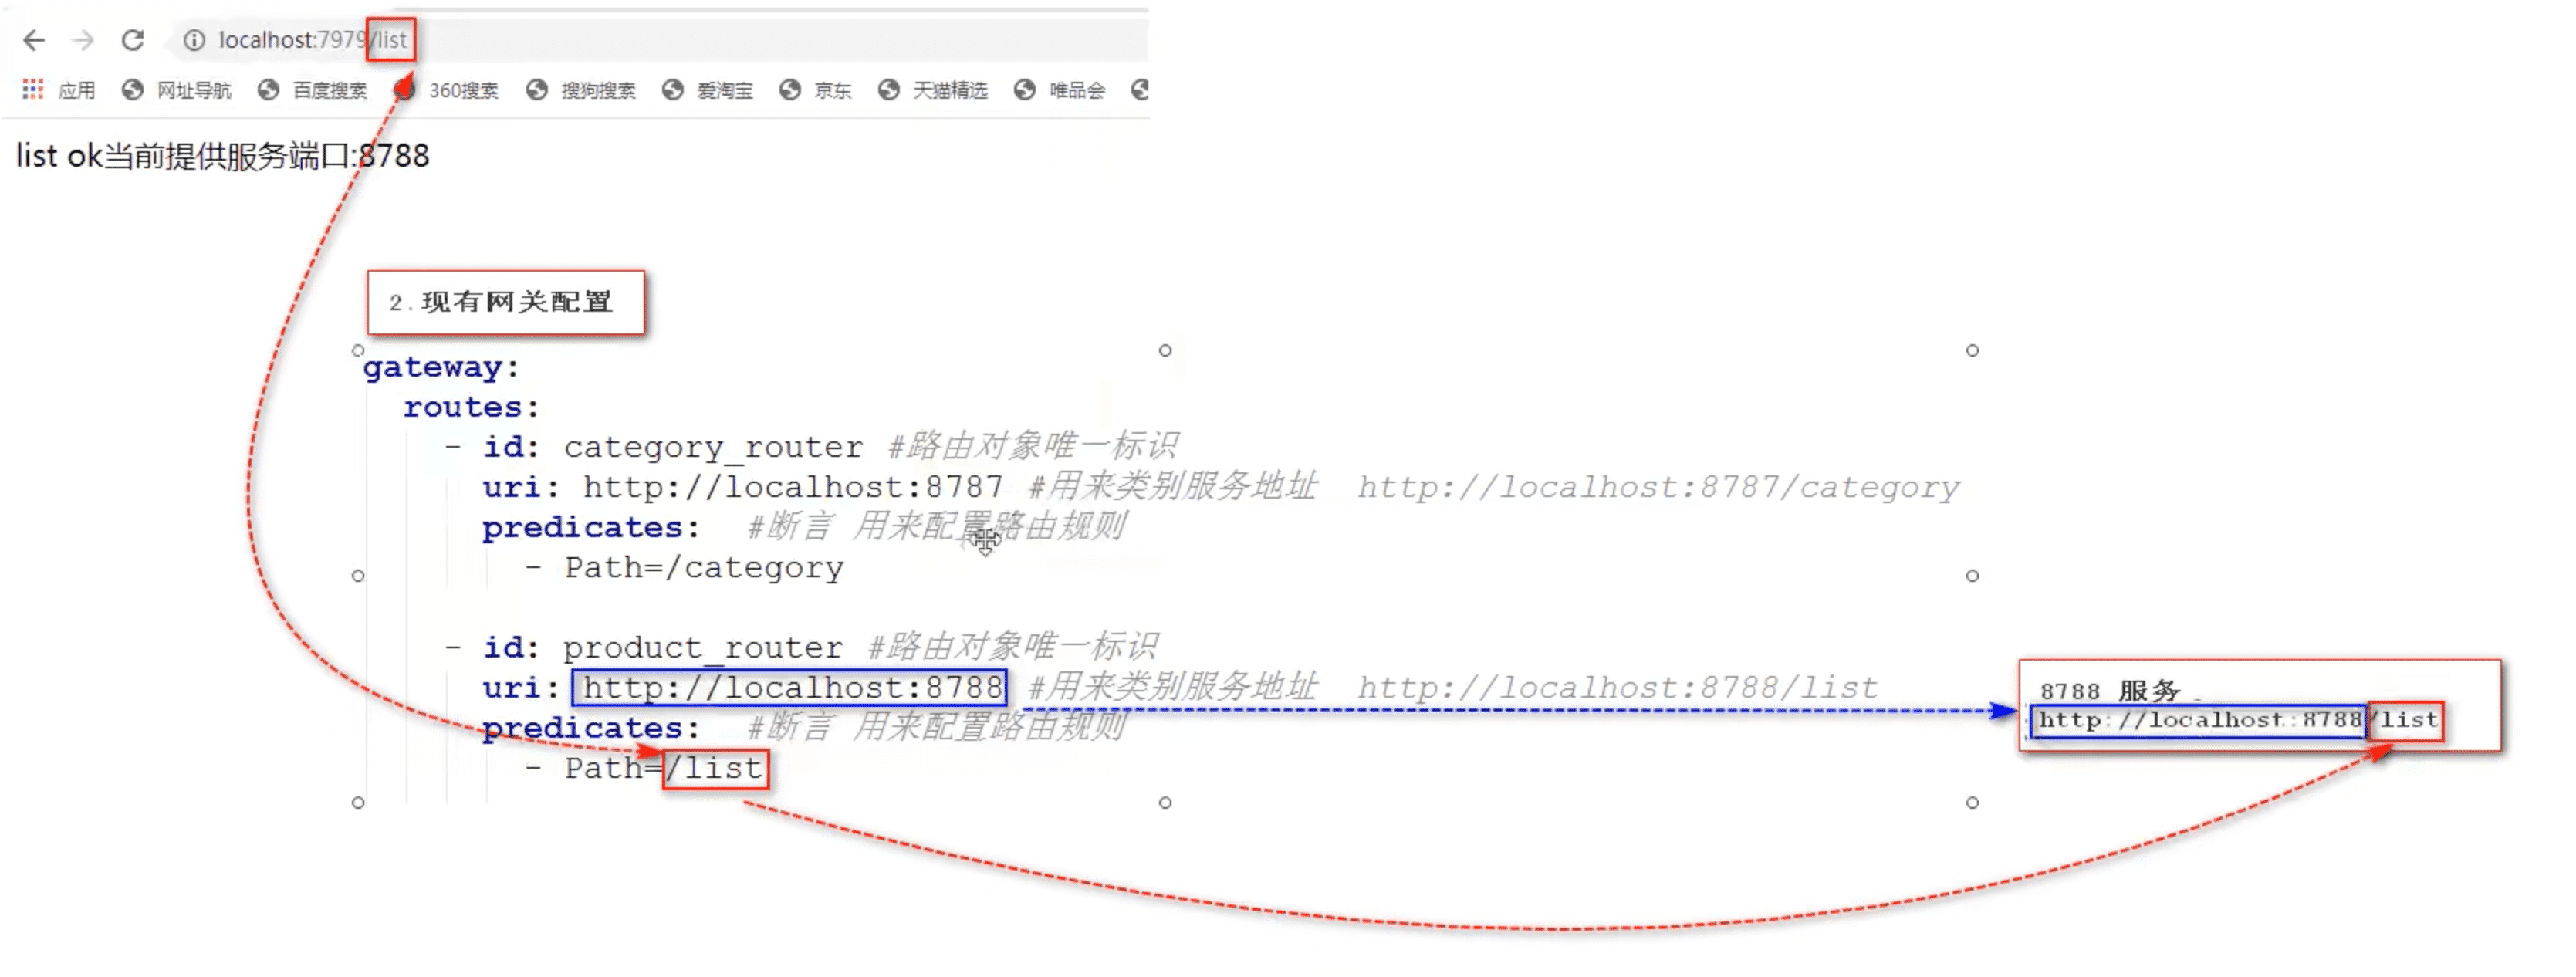 localhost:7979/list
应用 网址导航 百度搜索 360搜索 搜狗搜索 爱淘宝 京东 天猫精选 唯品会
list ok当前提供服务端口:8788
2.现有网关配置
gateway:
routes:
- id: category_router #路由对象唯一标识
uri: http://localhost:8787 #用来类别服务地址 http://localhost:8787/category
predicates: #断言 用来配置路由规则
- Path=/category
- id: product_router #路由对象唯一标识
uri: http://localhost:8788 #用来类别服务地址 http://localhost:8788/list
predicates: #断言 用来配置路由规则
- Path=/list
8788 服务
http://localhost:8788/list